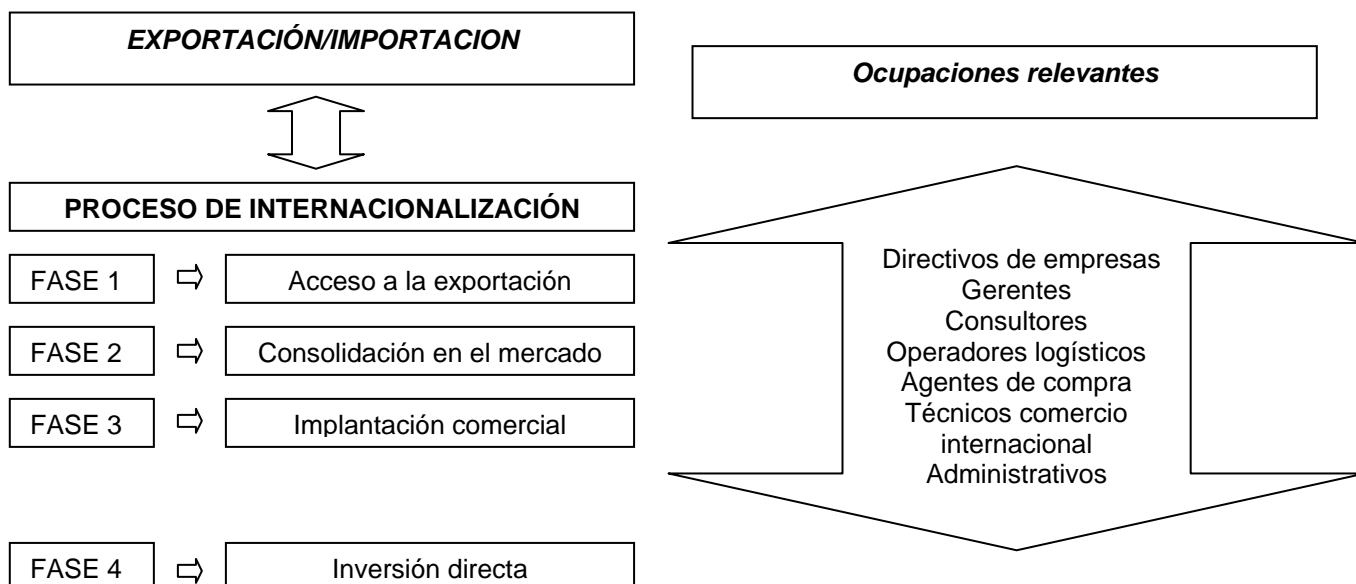 EXPORTACIÓN/IMPORTACION
Ocupaciones relevantes
PROCESO DE INTERNACIONALIZACIÓN
FASE 1
Acceso a la exportación
FASE 2
Consolidación en el mercado
FASE 3
Implantación comercial
FASE 4
Inversión directa
Directivos de empresas
Gerentes
Consultores
Operadores logísticos
Agentes de compra
Técnicos comercio
internacional
Administrativos